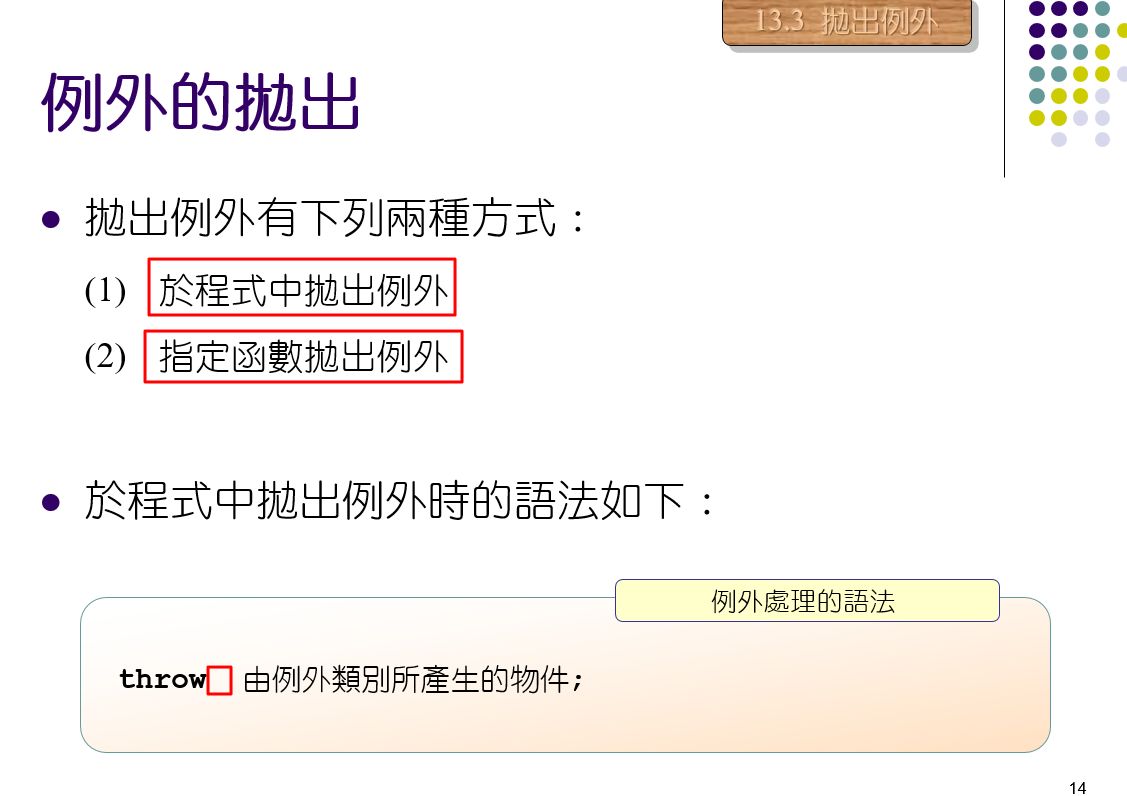 13.3 拋出例外
例外的拋出
● 拋出例外有下列兩種方式：
(1) 於程式中拋出例外
(2) 指定函數拋出例外
● 於程式中拋出例外時的語法如下：
例外處理的語法
throw 由例外類別所產生的物件;
14